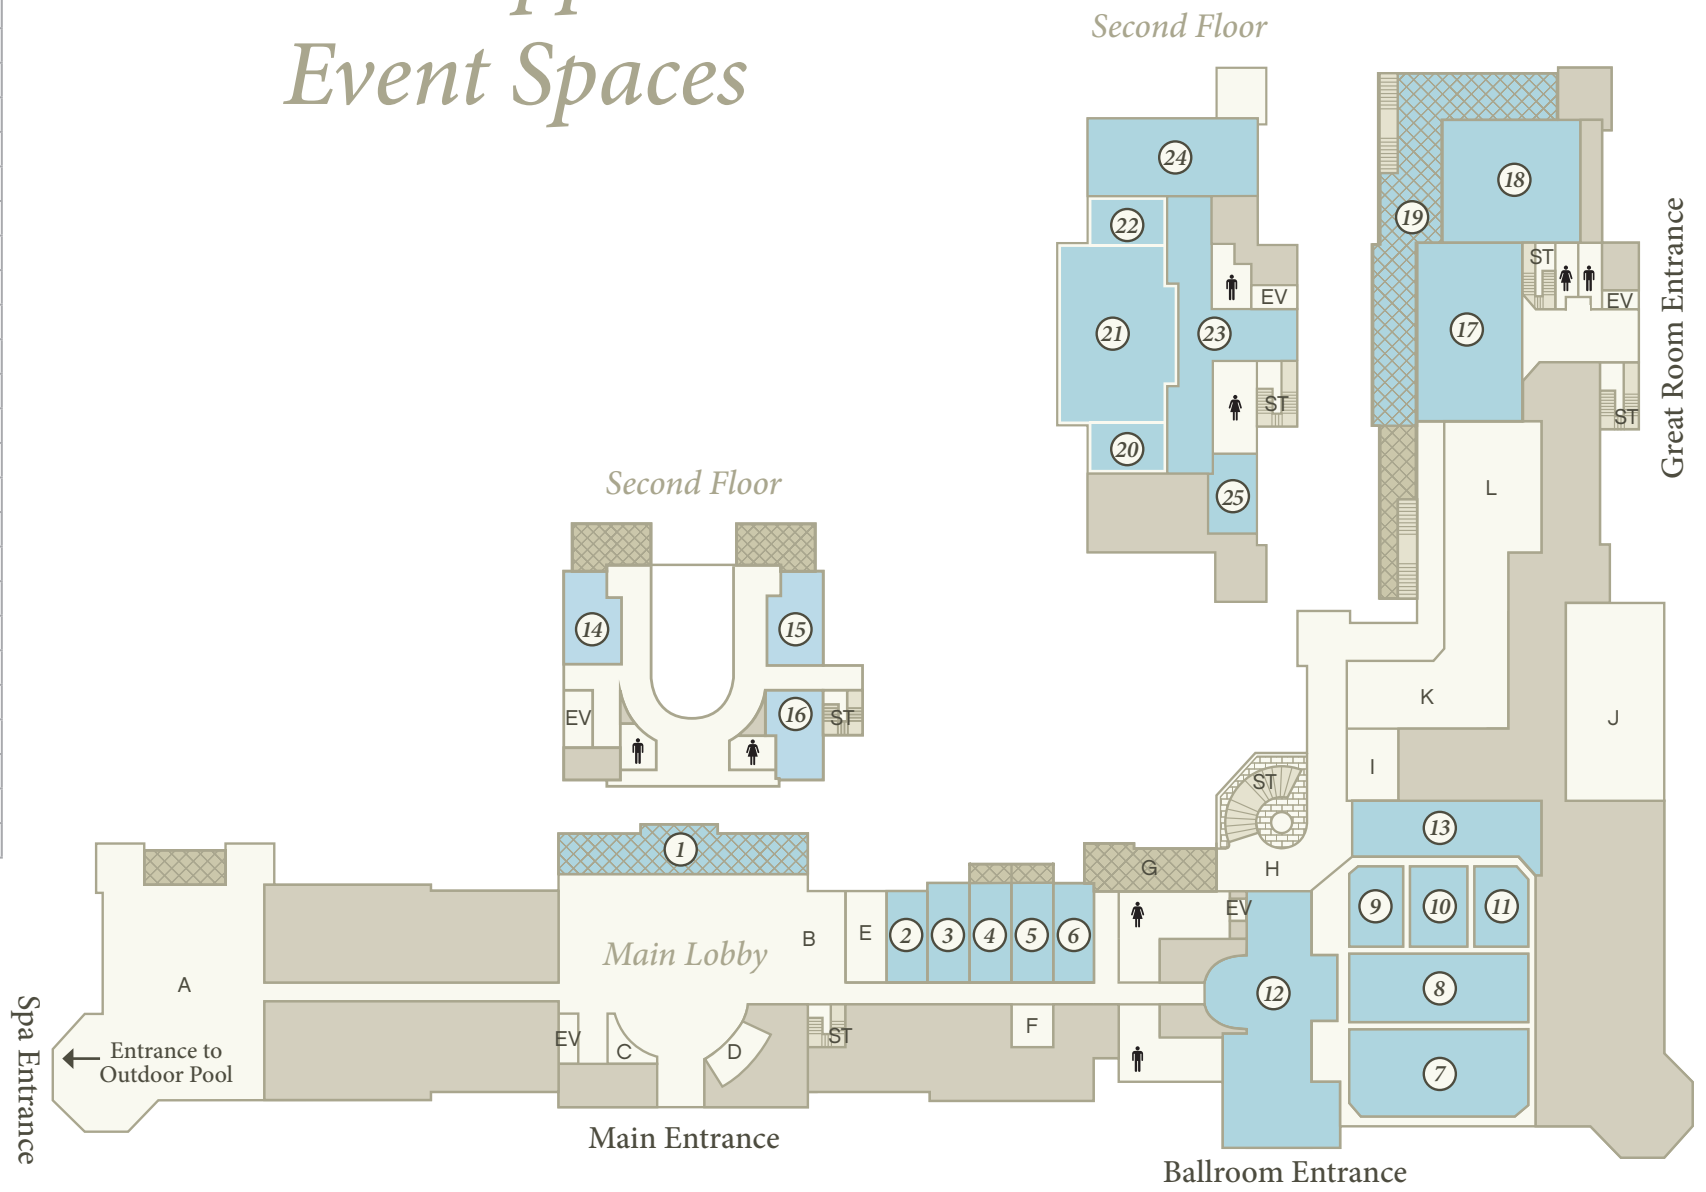 Event Spaces
Second Floor
24
22
21
23
20
25
EV
ST
19
18
17
ST
EV
ST
Great Room Entrance
L
K
J
I
Second Floor
14
15
16
EV
ST
1
Main Lobby
A
B
E
2
3
4
5
6
G
H
ST
EV
13
9
10
11
12
8
7
EV
C
D
ST
F
Spa Entrance
Entrance to
Outdoor Pool
Main Entrance
Ballroom Entrance